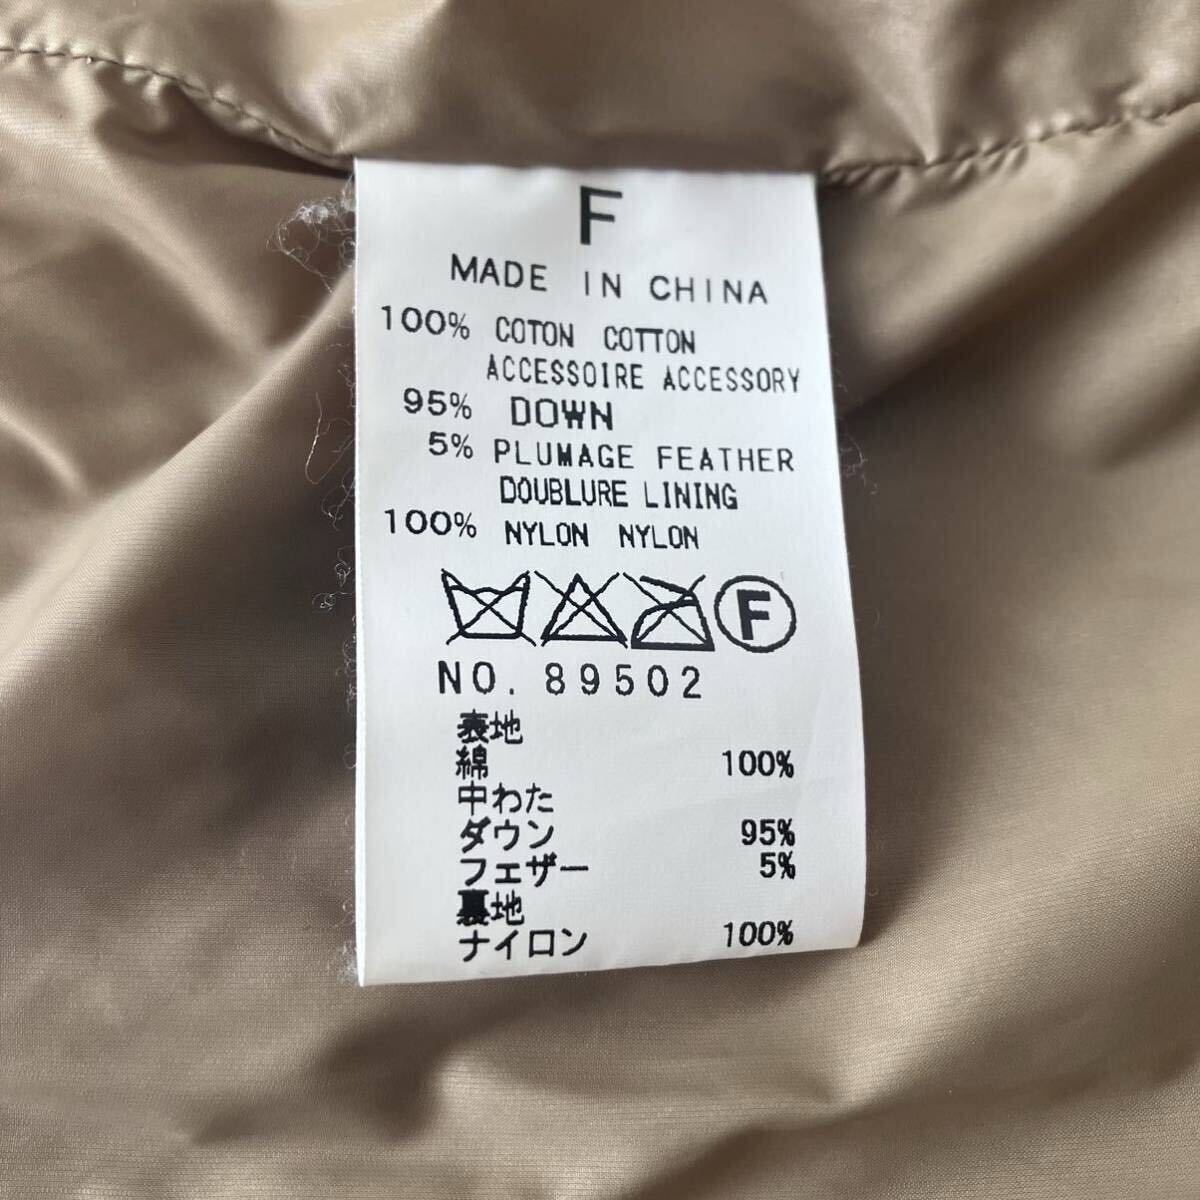 F
MADE IN CHINA
100% COTON COTTON
ACCESSOIRE ACCESSORY
95% DOWN
5% PLUMAGE FEATHER
DOUBLURE LINING
100% NYLON NYLON
F
NO. 89502
表地
綿 100%
中わた
ダウン 95%
フェザー 5%
裏地
ナイロン 100%